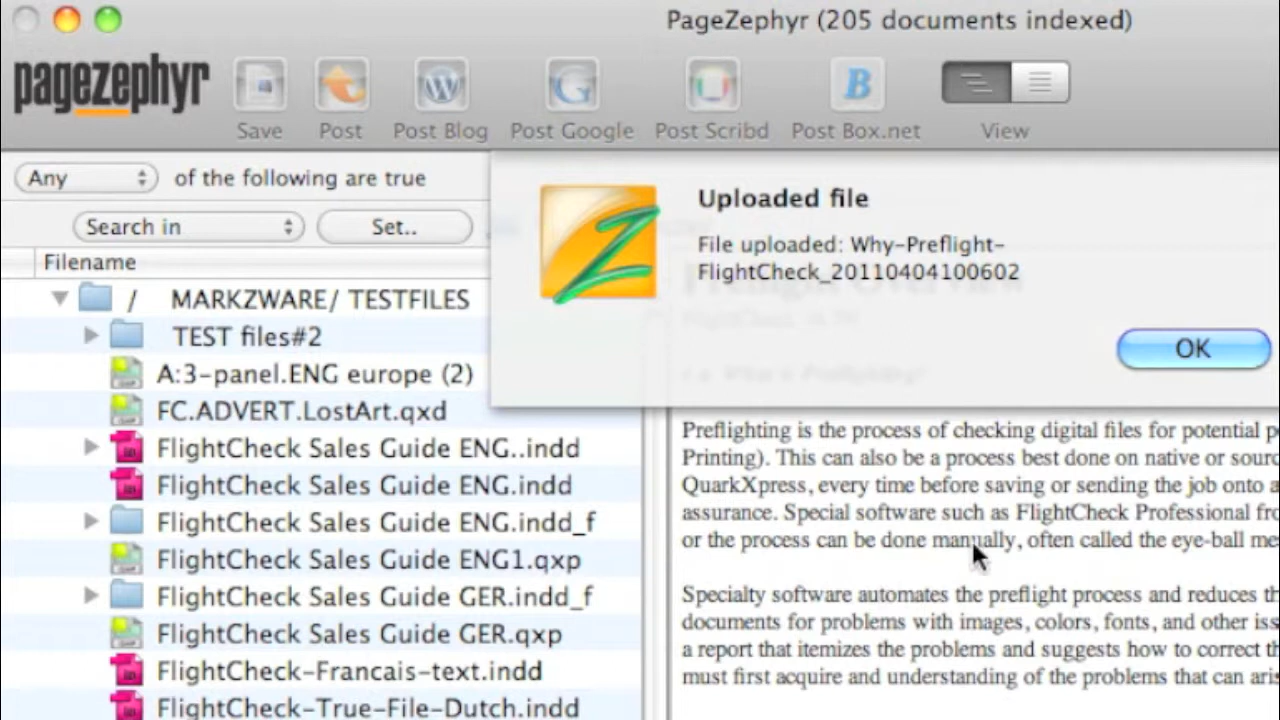 PageZephyr (205 documents indexed)
pagezephyr
Save
Post
Post Blog
Post Google
Post Scribd
Post Box.net
View
Any
of the following are true
Search in
Set..
Filename
/ MARKZWARE/ TESTFILES
TEST files#2
A:3-panel.ENG europe (2)
FC.ADVERT.LostArt.qxd
FlightCheck Sales Guide ENG..indd
FlightCheck Sales Guide ENG.indd
FlightCheck Sales Guide ENG.indd_f
FlightCheck Sales Guide ENG1.qxp
FlightCheck Sales Guide GER.indd_f
FlightCheck Sales Guide GER.qxp
FlightCheck-Francais-text.indd
FlightCheck-True-File-Dutch.indd
Uploaded file
File uploaded: Why-Preflight-
FlightCheck_20110404100602
OK
Preflighting is the process of checking digital files for potential
Printing). This can also be a process best done on native or
QuarkXpress, every time before saving or sending the job onto
assurance. Special software such as FlightCheck Professional
or the process can be done manually, often called the eye-ball
Specialty software automates the preflight process and reduces
documents for problems with images, colors, fonts, and other
a report that itemizes the problems and suggests how to correct
must first acquire and understanding of the problems that can